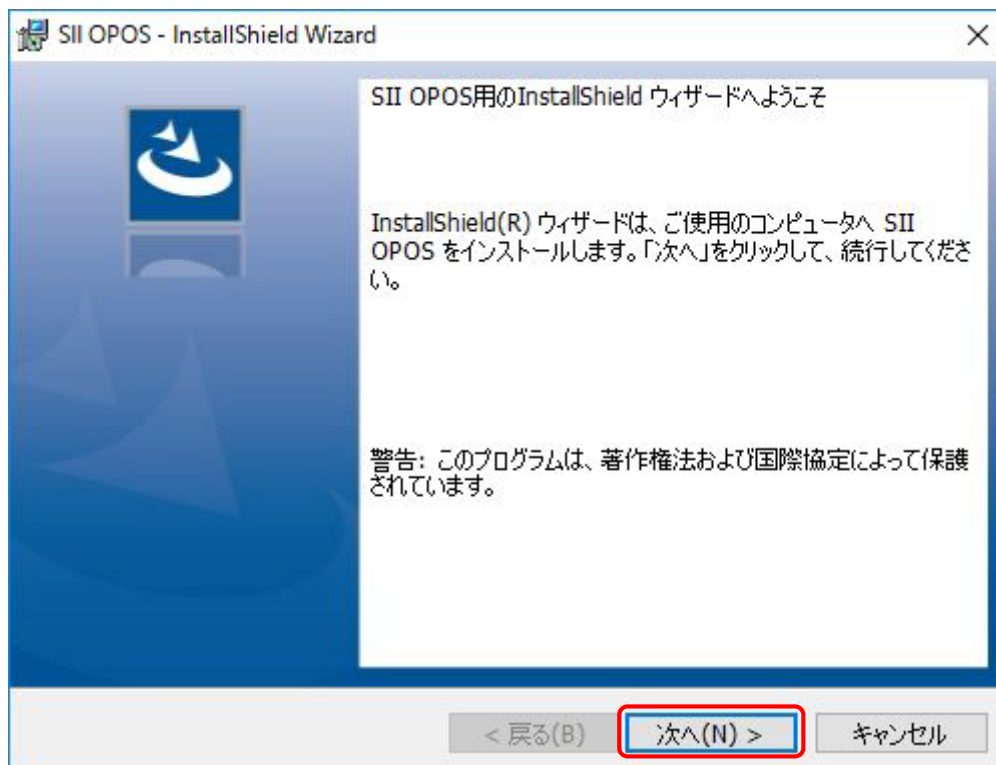 SII OPOS - InstallShield Wizard
SII OPOS用のInstallShield ウィザードへようこそ
InstallShield(R) ウィザードは、ご使用のコンピュータへ SII
OPOS をインストールします。「次へ」をクリックして、続行してくださ
い。
警告: このプログラムは、著作権法および国際協定によって保護
されています。
< 戻る(B)
次へ(N) >
キャンセル